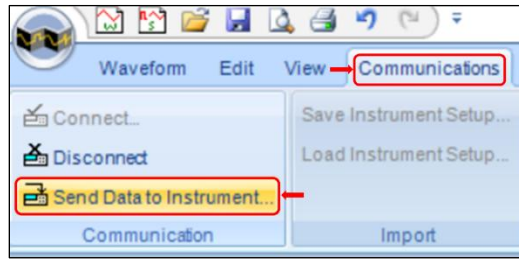 Waveform Edit View Communications
Connect...
Disconnect
Send Data to Instrument...
Communication
Save Instrument Setup...
Load Instrument Setup...
Import